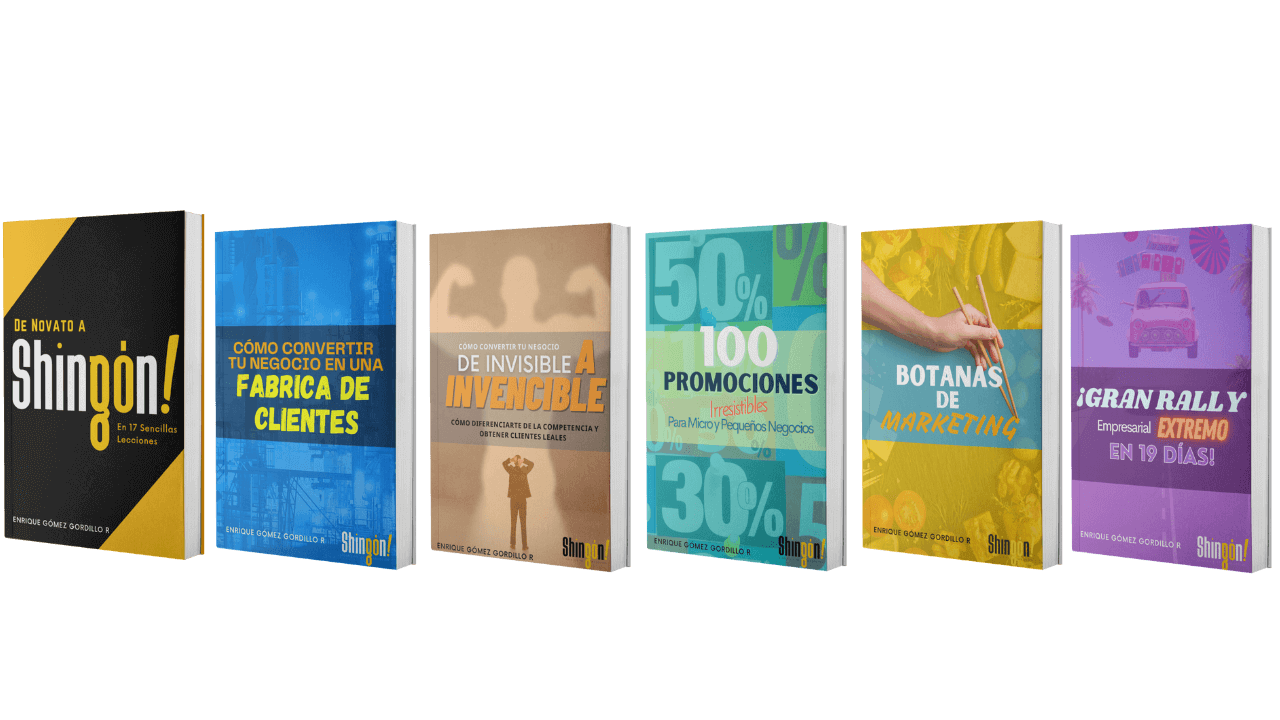 DE NOVATO A
Shingón!
En 17 Sencillas
Lecciones
ENRIQUE GÓMEZ GORDILLO R
CÓMO CONVERTIR
TU NEGOCIO EN UNA
FABRICA DE
CLIENTES
ENRIQUE GÓMEZ GORDILLO R
Shingón!
CÓMO CONVERTIR TU NEGOCIO
DE INVISIBLE A
INVENCIBLE
CÓMO DIFERENCIARTE DE LA COMPETENCIA Y
OBTENER CLIENTES LEALES
ENRIQUE GÓMEZ GORDILLO R
Shingón!
50%
%
100
PROMOCIONES
Irresistibles
Para Micro y Pequeños Negocios
30%
5
ENRIQUE GÓMEZ GORDILLO R
Shingón!
BOTANAS
DE
MARKETING
ENRIQUE GÓMEZ GORDILLO R
Shingón
¡GRAN RALLY
Empresarial EXTREMO
EN 19 DÍAS!
ENRIQUE GÓMEZ GORDILLO R
Shingón!